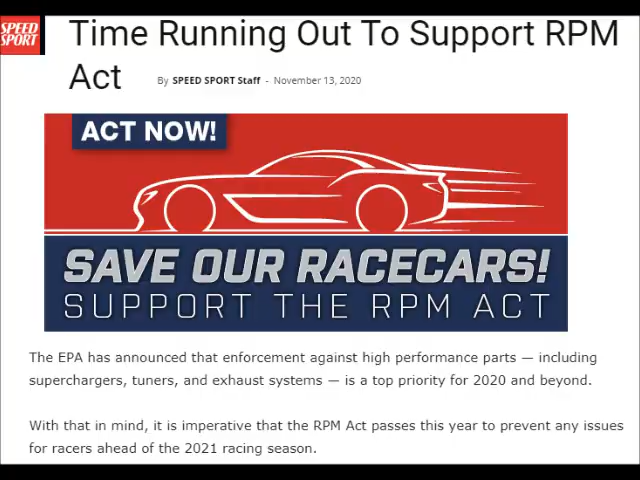 SPEED
SPORT
Time Running Out To Support RPM
Act
By SPEED SPORT Staff - November 13, 2020
ACT NOW!
SAVE OUR RACECARS!
SUPPORT THE RPM ACT
The EPA has announced that enforcement against high performance parts — including
superchargers, tuners, and exhaust systems — is a top priority for 2020 and beyond.
With that in mind, it is imperative that the RPM Act passes this year to prevent any issues
for racers ahead of the 2021 racing season.